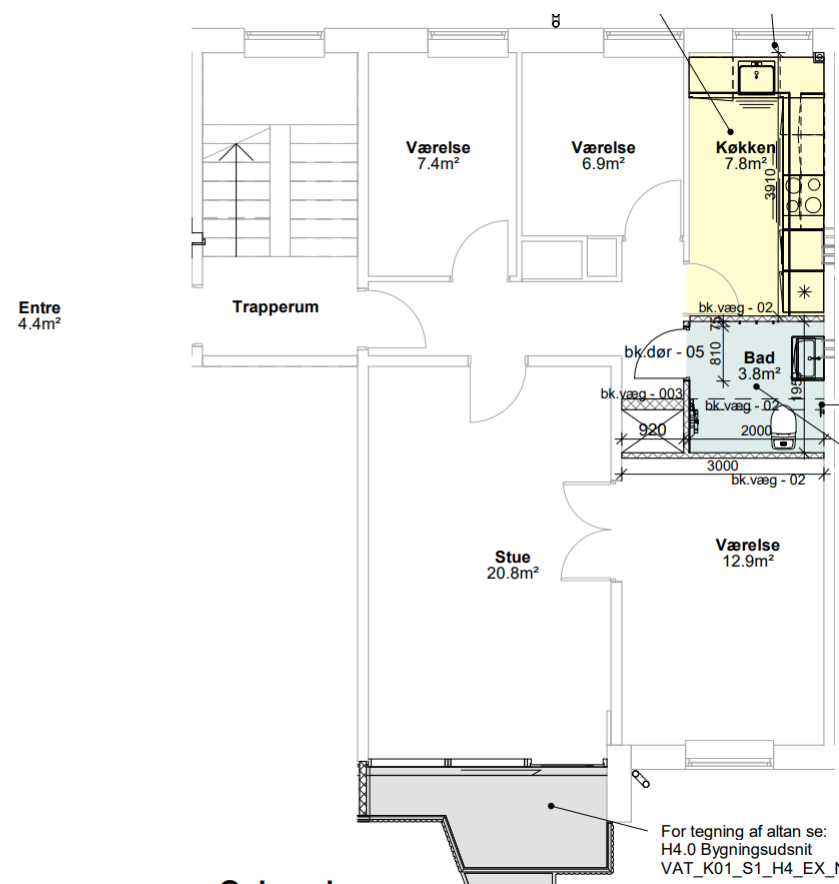 Værelse
7.4m²
Værelse
6.9m²
Køkken
7.8m²
3910
Entre
4.4m²
Trapperum
bk.væg - 02
75
bk.dør - 05
810
Bad
3.8m²
195
bk.væg - 003
bk.væg - 02
920
2000
3000
bk.væg - 02
Stue
20.8m²
Værelse
12.9m²
For tegning af altan se:
H4.0 Bygningsudsnit
VAT_K01_S1_H4_EX_N